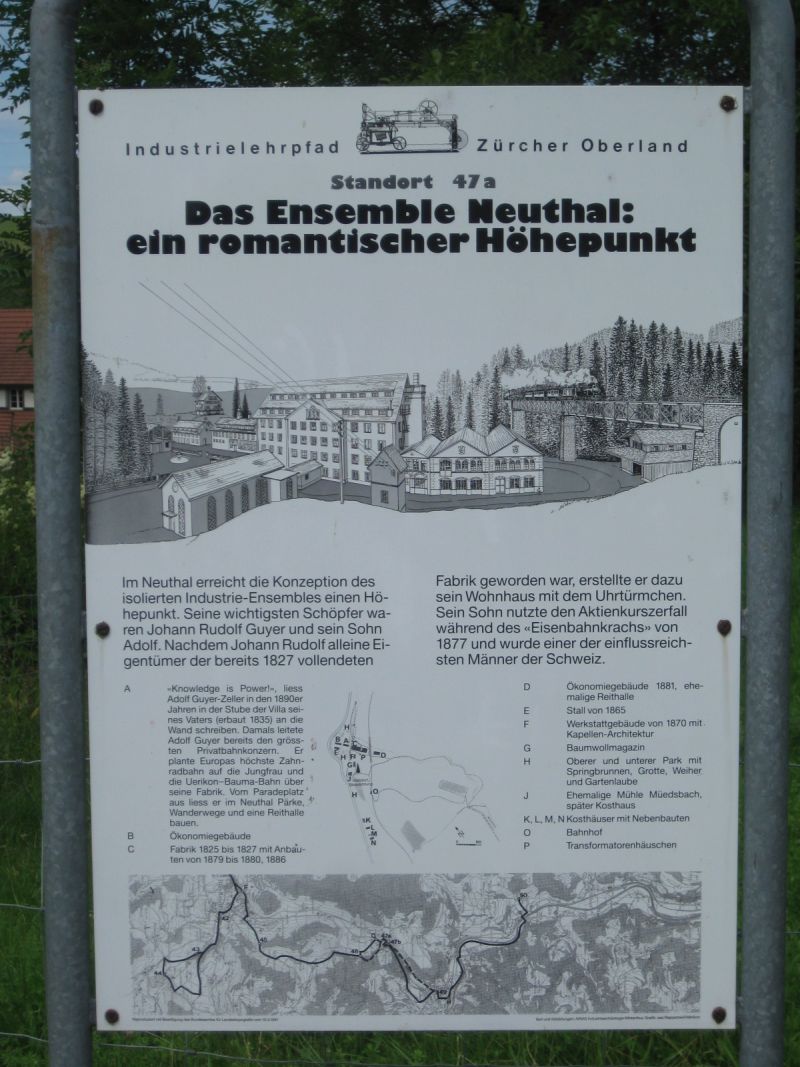 Industrielehrpfad Zürcher Oberland
Standort 47a
Das Ensemble Neuthal:
ein romantischer Höhepunkt
Im Neuthal erreicht die Konzeption des
isolierten Industrie-Ensembles einen Hö-
hepunkt. Seine wichtigsten Schöpfer wa-
ren Johann Rudolf Guyer und sein Sohn
Adolf. Nachdem Johann Rudolf alleine Ei-
gentümer der bereits 1827 vollendeten
Fabrik geworden war, erstellte er dazu
sein Wohnhaus mit dem Uhrtürmchen.
Sein Sohn nutzte den Aktienkurszerfall
während des «Eisenbahnkrachs» von
1877 und wurde einer der einflussreich-
sten Männer der Schweiz.
A «Knowledge is Power!», liess
Adolf Guyer-Zeller in den 1890er
Jahren in der Stube der Villa sei-
nes Vaters (erbaut 1835) an die
Wand schreiben. Damals leitete
Adolf Guyer bereits den gröss-
ten Privatbahnkonzern. Er
plante Europas höchste Zahn-
radbahn auf die Jungfrau und
die Uerikon–Bauma-Bahn über
seine Fabrik. Vom Paradeplatz
aus liess er im Neuthal Pärke,
Wanderwege und eine Reithalle
bauen.
B Ökonomiegebäude
C Fabrik 1825 bis 1827 mit Anbau-
ten von 1879 bis 1880, 1886
D Ökonomiegebäude 1881, ehe-
malige Reithalle
E Stall von 1865
F Werkstattgebäude von 1870 mit
Kapellen-Architektur
G Baumwollmagazin
H Oberer und unterer Park mit
Springbrunnen, Grotte, Weiher
und Gartenlaube
J Ehemalige Mühle Müedsbach,
später Kosthaus
K, L, M, N Kosthäuser mit Nebenbauten
O Bahnhof
P Transformatorenhäuschen
H
B A
E
H P
D
G
J
H
O
K
L
M
N
42
43
44
45
46
47a
47b
49
50